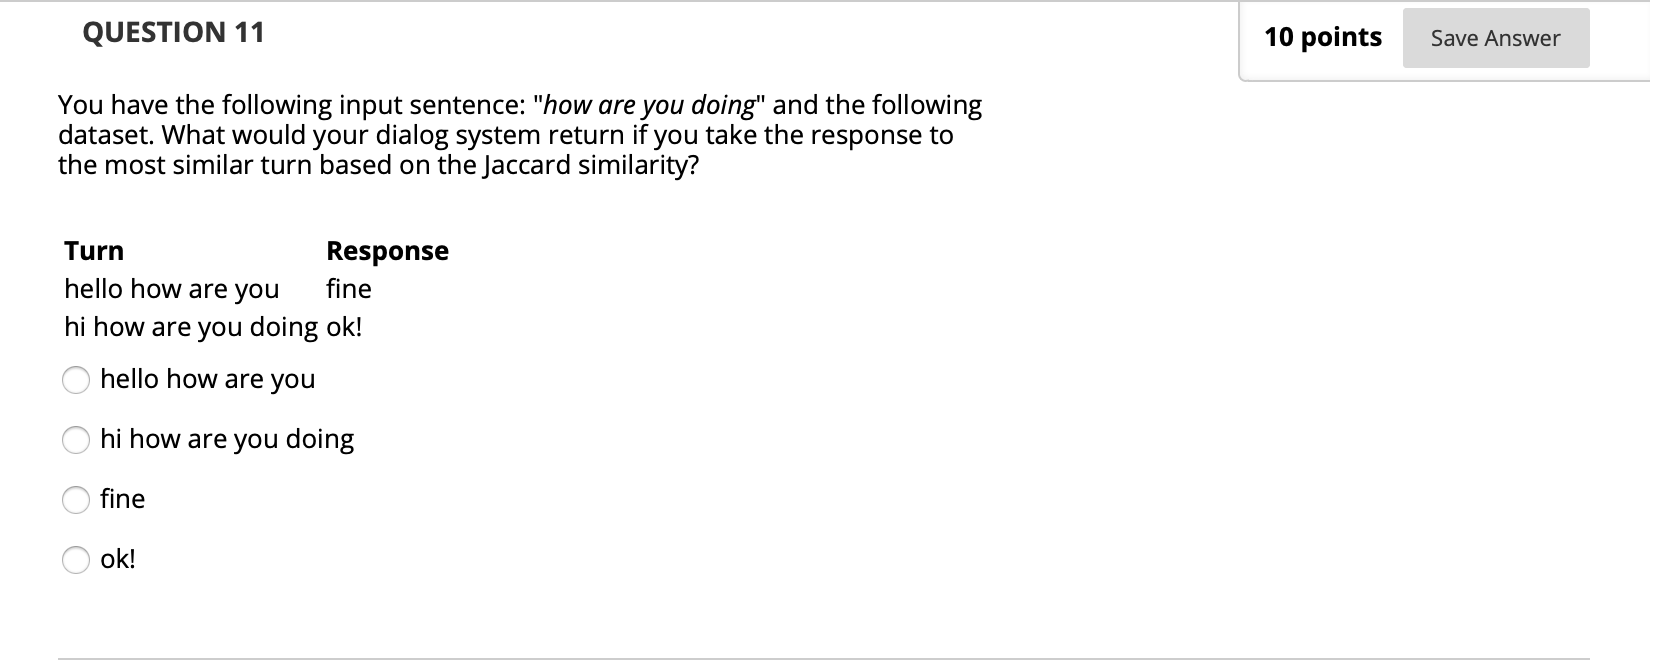 QUESTION 11
10 points
Save Answer
You have the following input sentence: "how are you doing" and the following
dataset. What would your dialog system return if you take the response to
the most similar turn based on the Jaccard similarity?
Turn Response
hello how are you fine
hi how are you doing ok!
hello how are you
hi how are you doing
fine
ok!